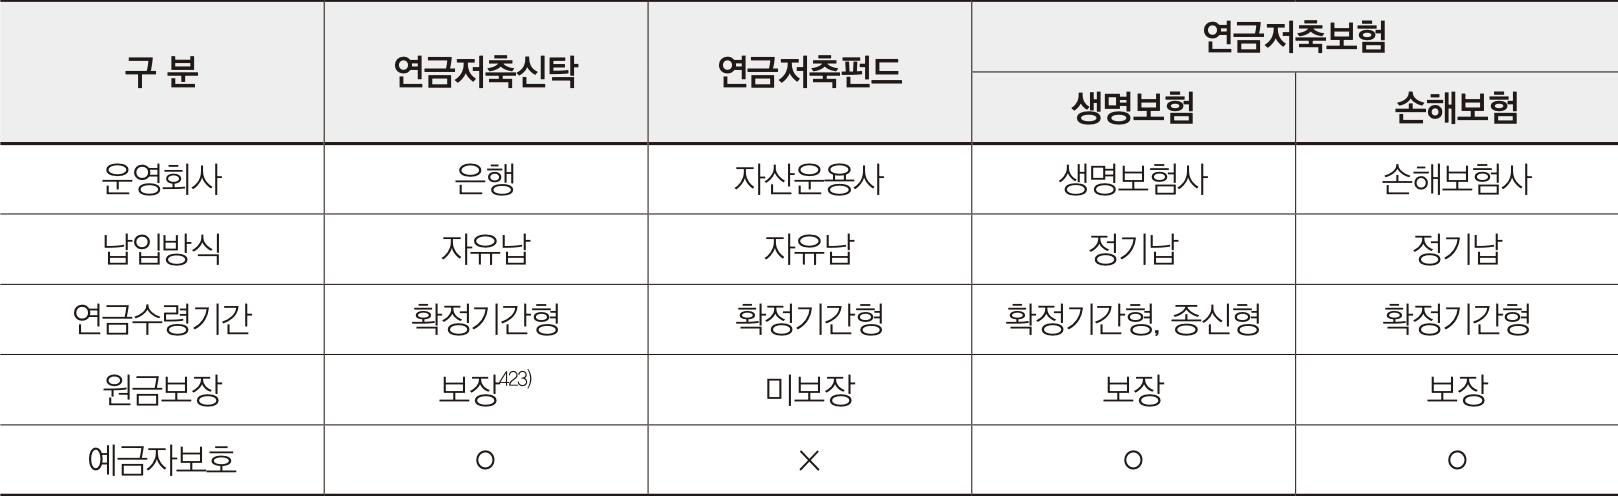 구 분 연금저축신탁 연금저축펀드 연금저축보험
생명보험 손해보험
운영회사 은행 자산운용사 생명보험사 손해보험사
납입방식 자유납 자유납 정기납 정기납
연금수령기간 확정기간형 확정기간형 확정기간형, 종신형 확정기간형
원금보장 보장423) 미보장 보장 보장
예금자보호 ○ × ○ ○